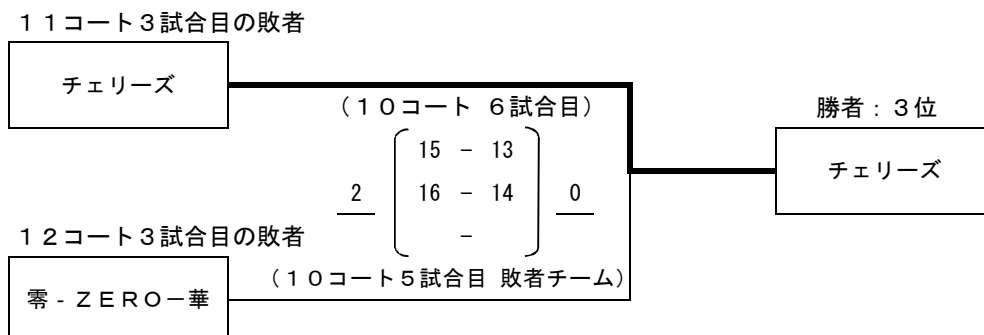 １１コート３試合目の敗者
チェリーズ
（１０コート ６試合目）
勝者：３位
15 － 13
チェリーズ
2 16 － 14 0
－
１２コート３試合目の敗者
（１０コート５試合目 敗者チーム）
零‐ＺＥＲＯ－華